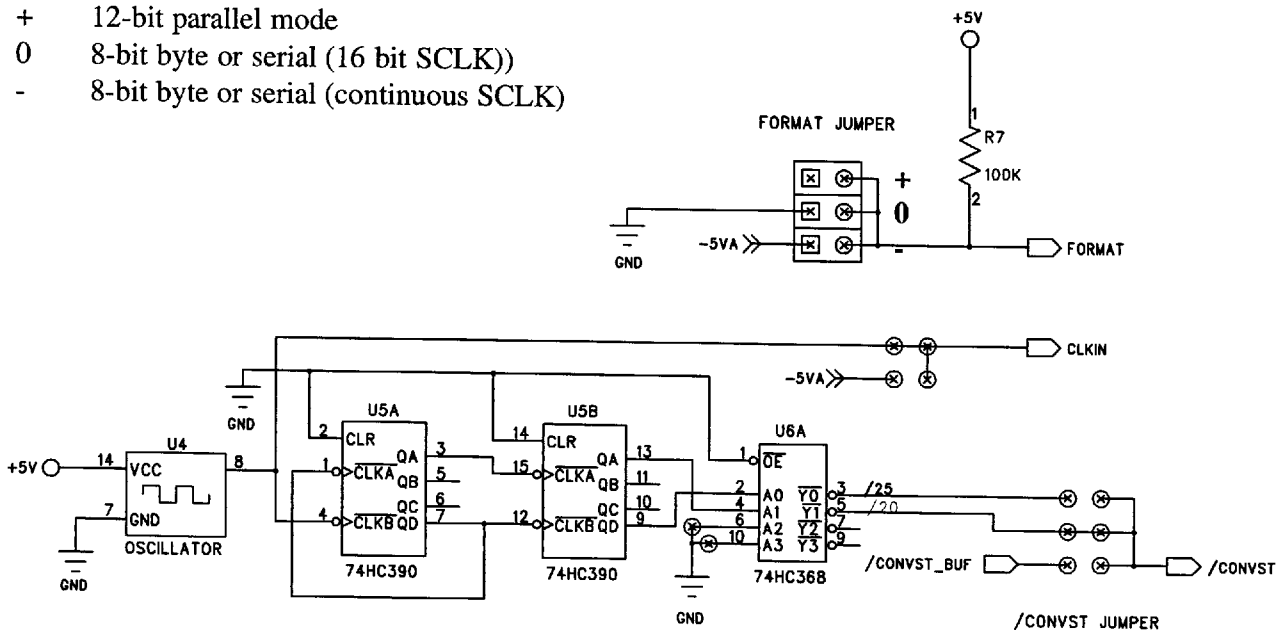 + 12-bit parallel mode
0 8-bit byte or serial (16 bit SCLK))
- 8-bit byte or serial (continuous SCLK)
+5V
FORMAT JUMPER
1
R7
100K
2
+
0
-
GND
-5VA
FORMAT
CLKIN
-5VA
GND
U4
+5V
14
VCC
8
7
GND
OSCILLATOR
GND
U5A
2
CLR
QA
3
1
CLKA
QB
5
QC
6
4
CLKB
QD
7
74HC390
U5B
14
CLR
QA
13
15
CLKA
QB
11
QC
10
12
CLKB
QD
9
74HC390
U6A
1
OE
2
A0
Y0
3
/25
4
A1
Y1
5
/20
6
A2
Y2
7
10
A3
Y3
9
74HC368
GND
/CONVST_BUF
/CONVST
/CONVST JUMPER